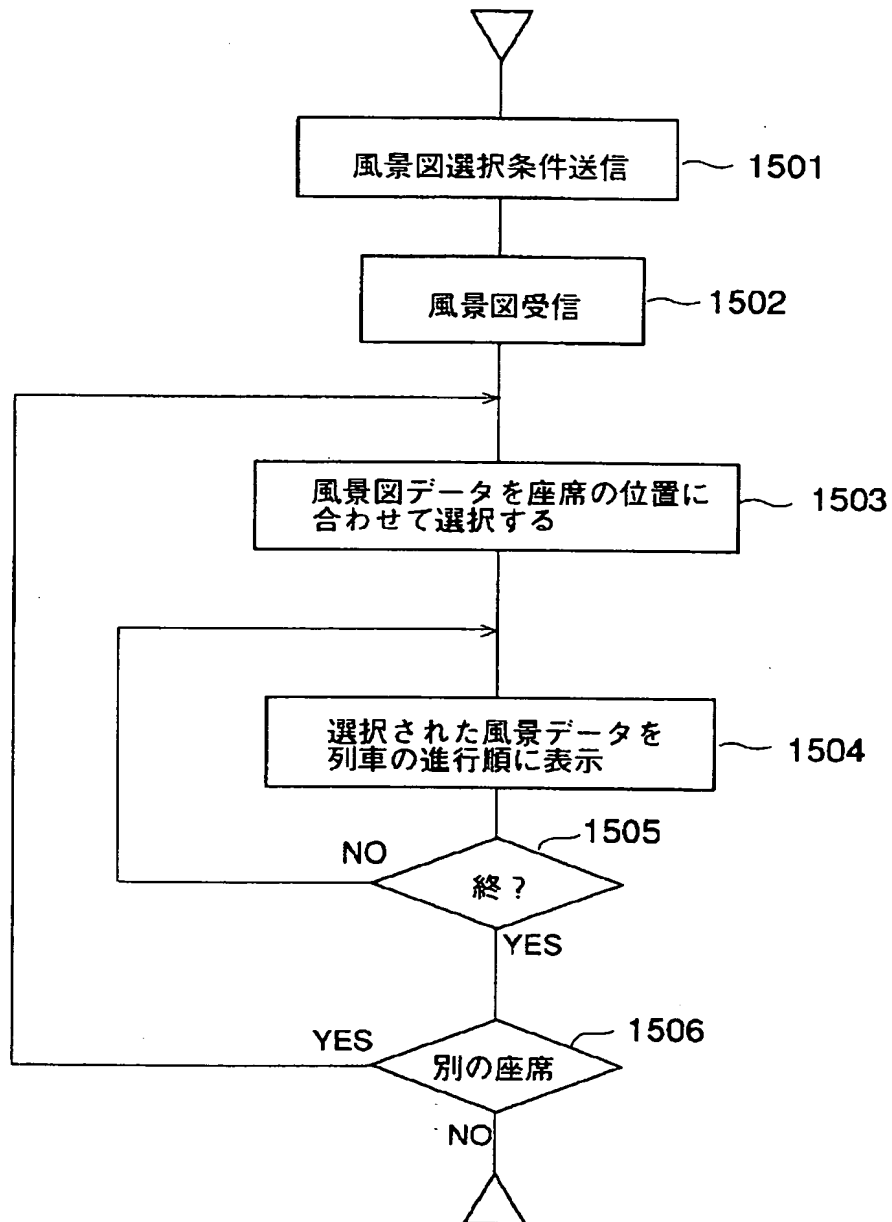 風景図選択条件送信
1501
風景図受信
1502
風景図データを座席の位置に
合わせて選択する
1503
選択された風景データを
列車の進行順に表示
1504
1505
NO
終？
YES
1506
YES
別の座席
NO